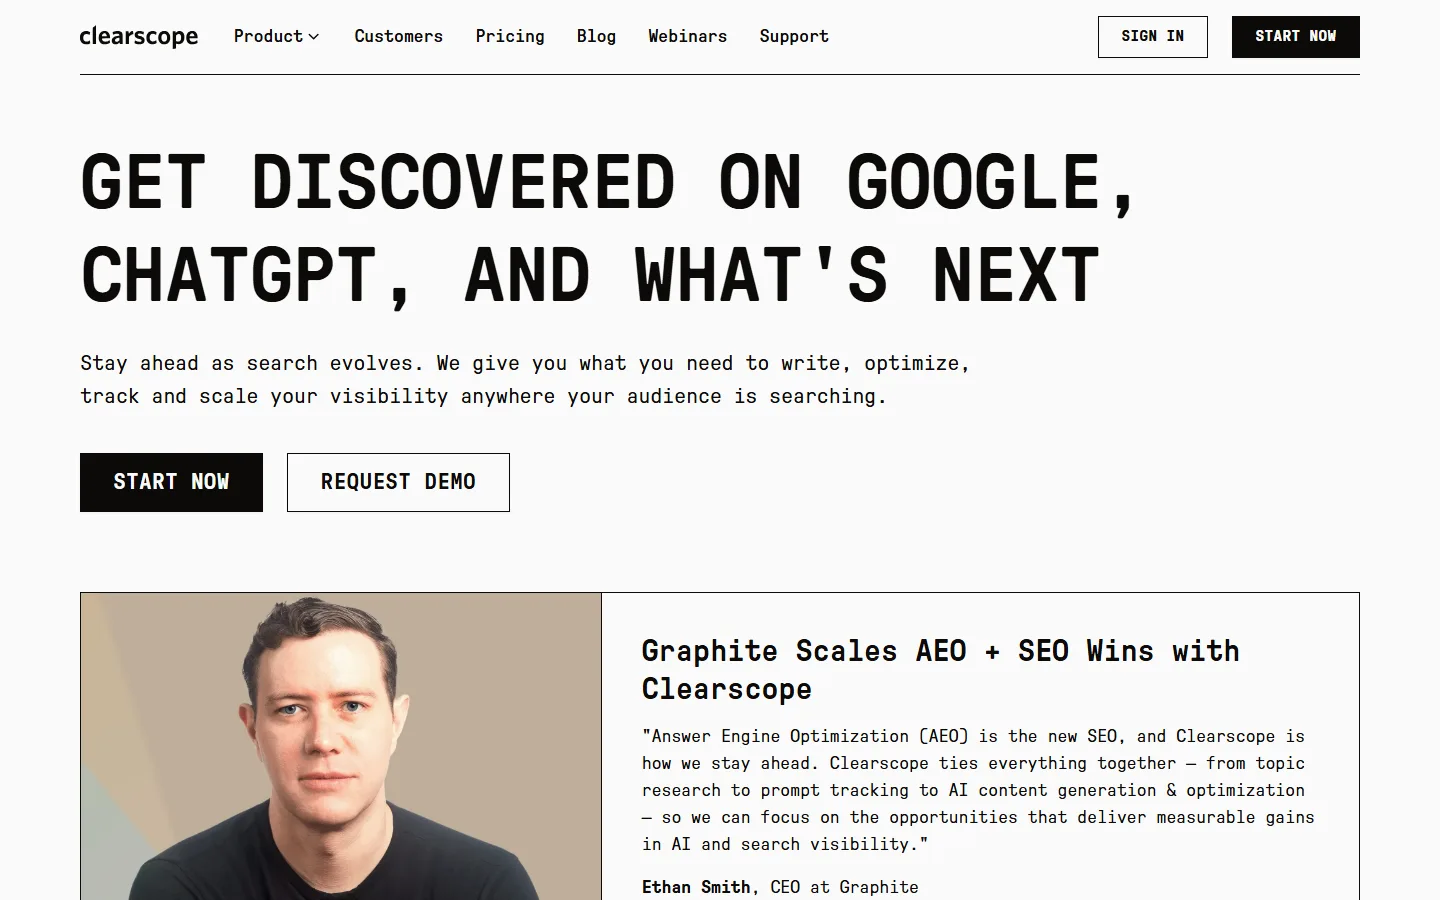 clearscope Product Customers Pricing Blog Webinars Support SIGN IN START NOW
GET DISCOVERED ON GOOGLE,
CHATGPT, AND WHAT'S NEXT
Stay ahead as search evolves. We give you what you need to write, optimize,
track and scale your visibility anywhere your audience is searching.
START NOW REQUEST DEMO
Graphite Scales AEO + SEO Wins with
Clearscope
"Answer Engine Optimization (AEO) is the new SEO, and Clearscope is
how we stay ahead. Clearscope ties everything together — from topic
research to prompt tracking to AI content generation & optimization
— so we can focus on the opportunities that deliver measurable gains
in AI and search visibility."
Ethan Smith, CEO at Graphite